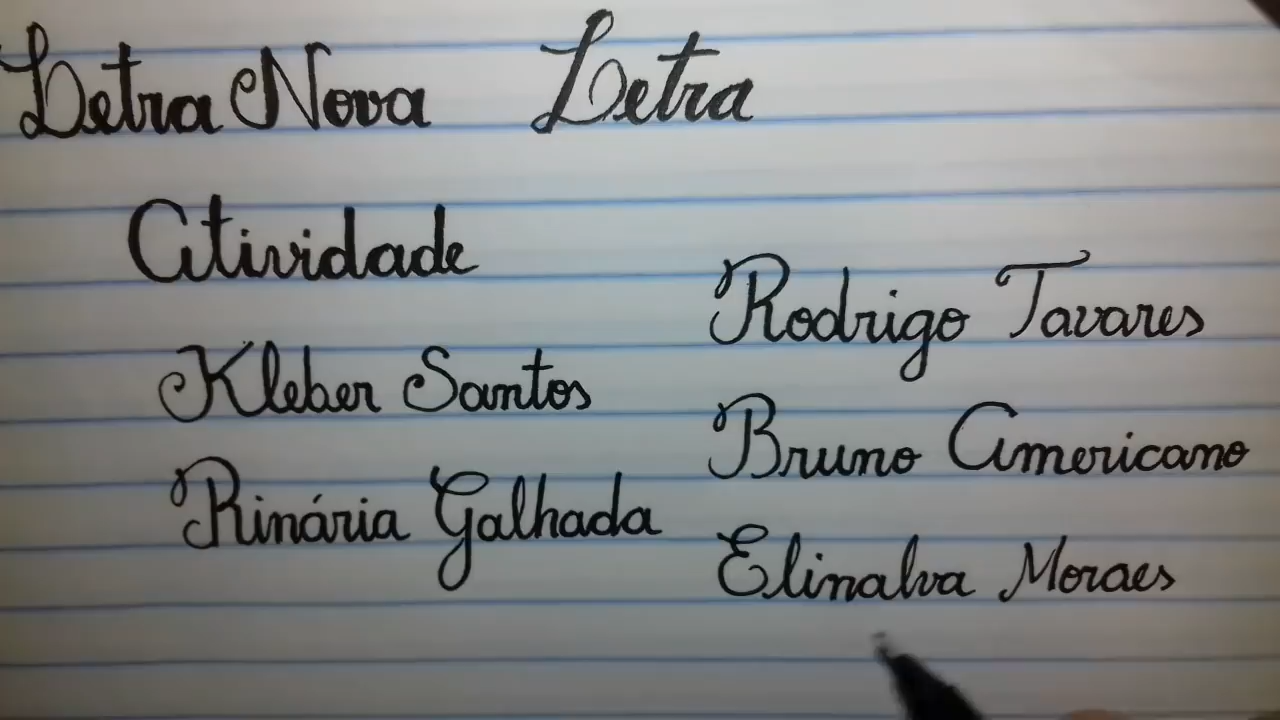 Letra Nova Letra
Atividade
Kleber Santos
Rinária Galhada
Rodrigo Tavares
Bruno Americano
Elinalva Moraes